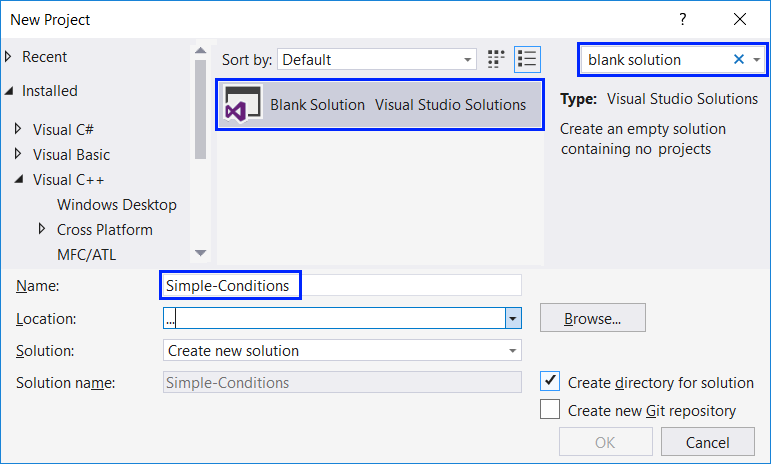 New Project
?
Recent
Installed
Visual C#
Visual Basic
Visual C++
Windows Desktop
Cross Platform
MFC/ATL
Sort by: Default
Blank Solution Visual Studio Solutions
blank solution
Type: Visual Studio Solutions
Create an empty solution
containing no projects
Name: Simple-Conditions
Location: ... Browse...
Solution: Create new solution
Solution name: Simple-Conditions
Create directory for solution
Create new Git repository
OK Cancel